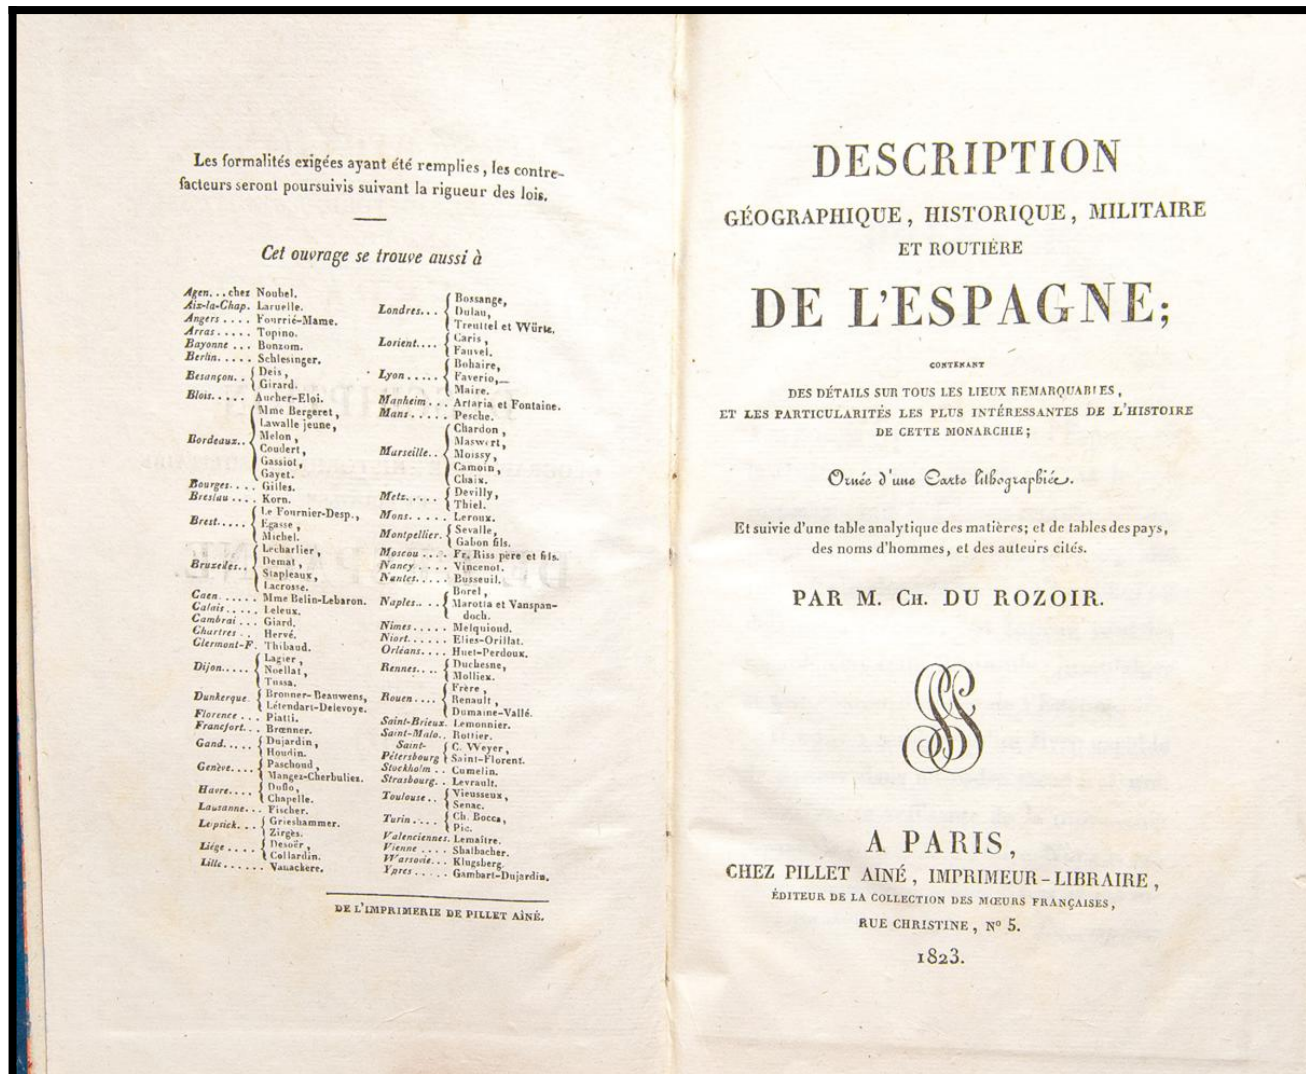 Les formalités exigées ayant été remplies, les contre-
facteurs seront poursuivis suivant la rigueur des lois.
Cet ouvrage se trouve aussi à
Agen... chez Noubel.
Aix-la-Chap. Laruelle.
Angers.... Fourrié-Mame.
Arras..... Topino.
Bayonne... Bonzom.
Berlin..... Schlesinger.
Besançon.. { Deis,
Girard.
Blois..... Aucher-Eloi.
Bordeaux.. { Mme Bergeret,
Lawalle jeune,
Melon,
Coudert,
Gassiot,
Gayet.
Bourges.... Gilles.
Breslau.... Korn.
Brest..... { Le Fournier-Desp.,
Egasse,
Michel.
Bruxelles.. { Lecharlier,
Demat,
Stapleaux,
Lacrosse.
Caen...... Mme Belin-Lebaron.
Calais..... Leleux.
Cambrai... Giard.
Chartres.. Hervé.
Clermont-F. Thibaud.
Dijon..... { Lagier,
Noellat,
Tussa.
Dunkerque. { Bronner-Beauwens,
Létendart-Delevoye.
Florence... Piatti.
Francfort... Brœnner.
Gand..... { Dujardin,
Houdin.
Genève.... { Paschoud,
Mangez-Cherbuliez.
Havre.... { Duflo,
Chapelle.
Lausanne... Fischer.
Leipsick... { Grieshammer.
Zirgès.
Liége.... { Desoër,
Collardin.
Lille...... Vanackere.
Londres... { Bossange,
Dulau,
Treuttel et Würtz.
Lorient.... { Caris,
Fauvel.
Lyon..... { Bohaire,
Faverio,
Maire.
Manheim... Artaria et Fontaine.
Mans..... Pesche.
Marseille.. { Chardon,
Maswert,
Moissy,
Camoin,
Chaix.
Metz..... { Devilly,
Thiel.
Mons..... Leroux.
Montpellier. { Sevalle,
Gabon fils.
Moscou.... Fr. Riss père et fils.
Nancy.... Vincenot.
Nantes..... Busseuil.
Naples... { Borel,
Marotta et Vanspan-
doch.
Nimes..... Melquioud.
Niort...... Elies-Orillat.
Orléans.... Huet-Perdoux.
Rennes.... { Duchesne,
Molliex.
Rouen.... { Frère,
Renault,
Dumaine-Vallé.
Saint-Brieux. Lemonnier.
Saint-Malo.. Rottier.
Saint-
Pétersbourg { C. Weyer,
Saint-Florent.
Stockholm.. Cumelin.
Strasbourg.. Levrault.
Toulouse.. { Vieusseux,
Senac.
Turin.... { Ch. Bocca,
Pic.
Valenciennes. Lemaître.
Vienne.... Shalbacher.
Warsovie... Klugsberg.
Ypres..... Gambart-Dujardin.
DE L'IMPRIMERIE DE PILLET AÎNÉ.
DESCRIPTION
GÉOGRAPHIQUE, HISTORIQUE, MILITAIRE
ET ROUTIÈRE
DE L'ESPAGNE;
CONTENANT
DES DÉTAILS SUR TOUS LES LIEUX REMARQUABLES,
ET LES PARTICULARITÉS LES PLUS INTÉRESSANTES DE L'HISTOIRE
DE CETTE MONARCHIE;
Ornée d'une Carte lithographiée.
Et suivie d'une table analytique des matières; et de tables des pays,
des noms d'hommes, et des auteurs cités.
PAR M. CH. DU ROZOIR.
A PARIS,
CHEZ PILLET AINÉ, IMPRIMEUR-LIBRAIRE,
ÉDITEUR DE LA COLLECTION DES MŒURS FRANÇAISES,
RUE CHRISTINE, Nº 5.
1823.